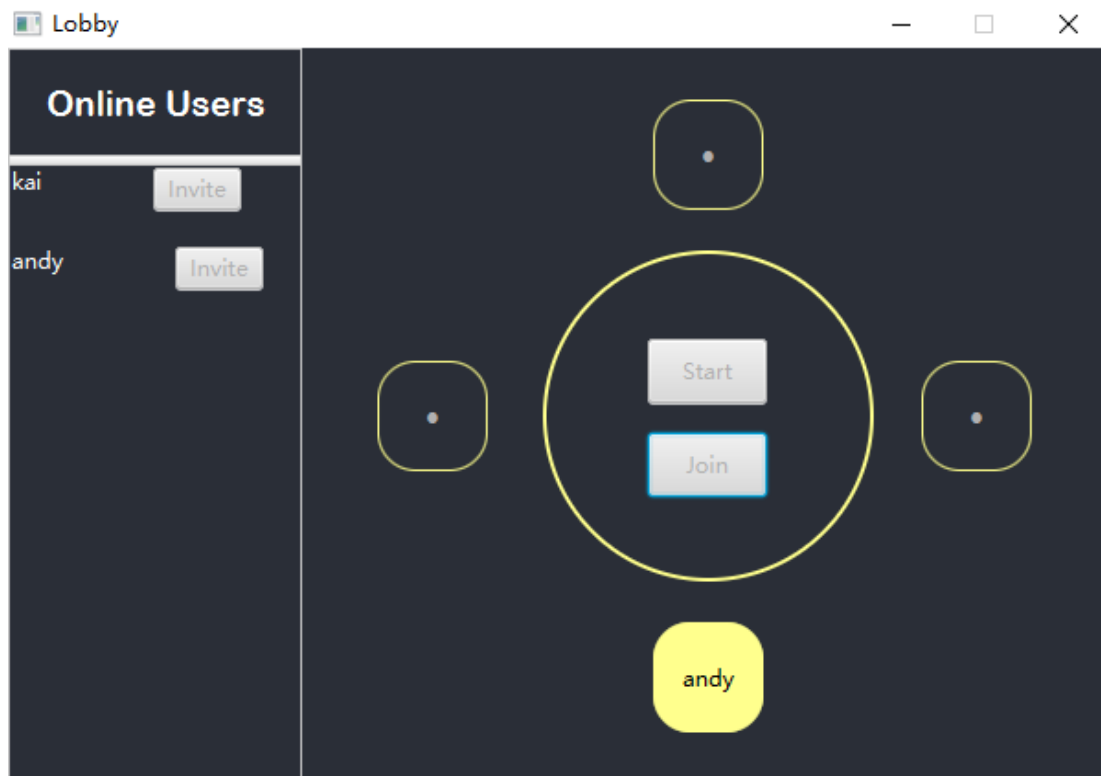 Lobby
Online Users
kai Invite
andy Invite
Start
Join
andy